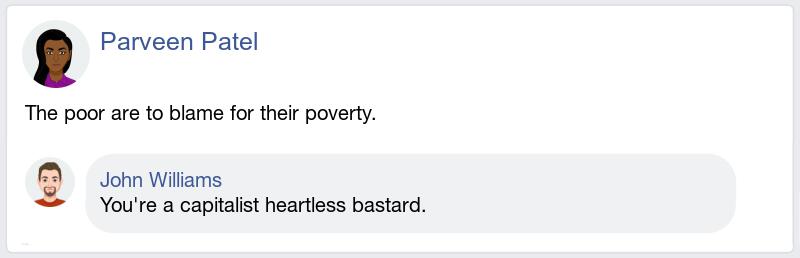 Parveen Patel
The poor are to blame for their poverty.
John Williams
You're a capitalist heartless bastard.